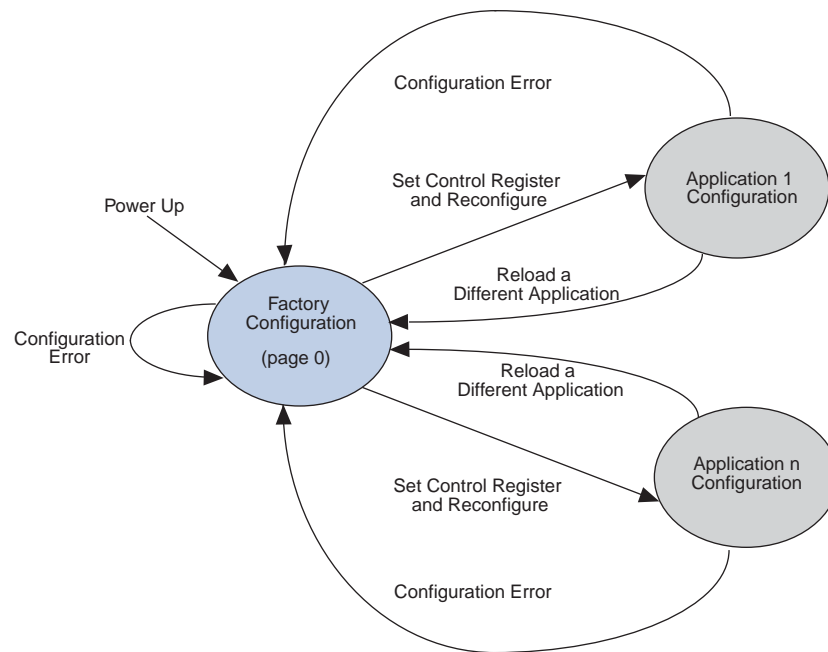 Configuration Error
Set Control Register
and Reconfigure
Application 1
Configuration
Power Up
Reload a
Different Application
Factory
Configuration
(page 0)
Configuration
Error
Reload a
Different Application
Set Control Register
and Reconfigure
Application n
Configuration
Configuration Error